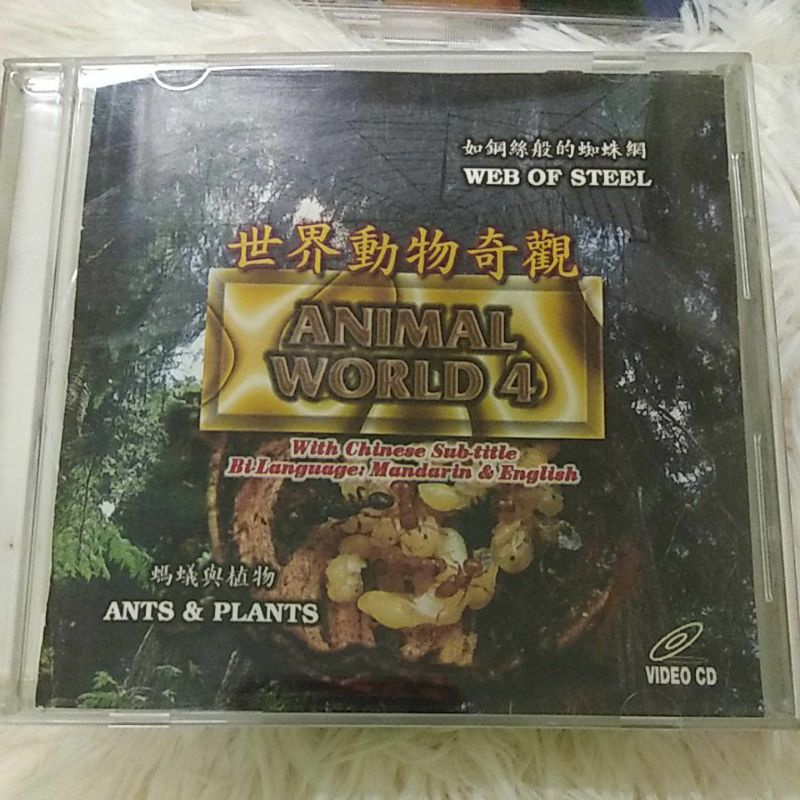 如鋼絲般的蜘蛛網
WEB OF STEEL
世界動物奇觀
ANIMAL
WORLD 4
With Chinese Sub-title
Bi-Language: Mandarin & English
螞蟻與植物
ANTS & PLANTS
VIDEO CD